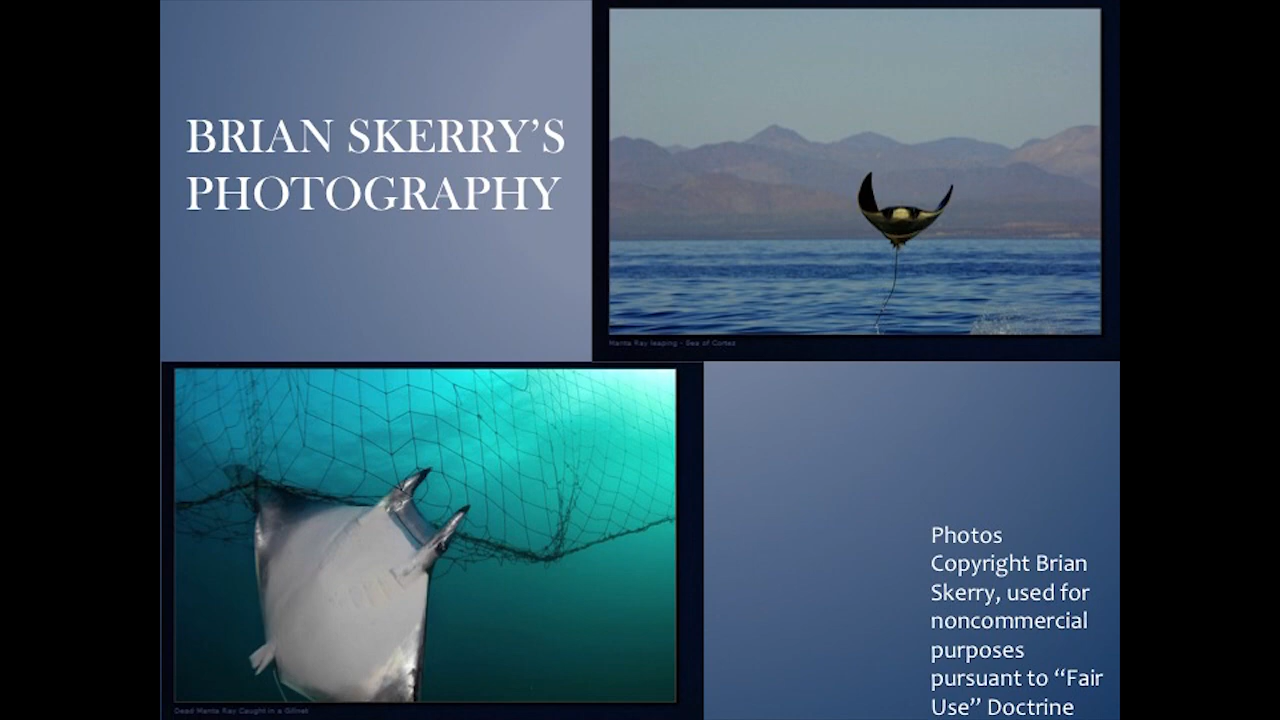 BRIAN SKERRY’S
PHOTOGRAPHY
Manta Ray leaping - Sea of Cortez
Dead Manta Ray Caught in a Gillnet
Photos
Copyright Brian
Skerry, used for
noncommercial
purposes
pursuant to “Fair
Use” Doctrine